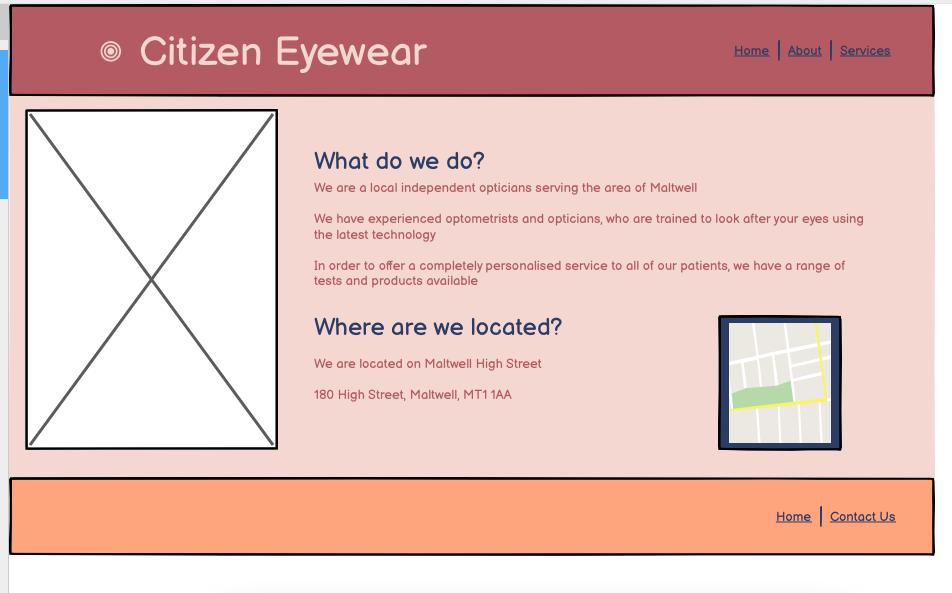 Citizen Eyewear
Home | About | Services
What do we do?
We are a local independent opticians serving the area of Maltwell
We have experienced optometrists and opticians, who are trained to look after your eyes using
the latest technology
In order to offer a completely personalised service to all of our patients, we have a range of
tests and products available
Where are we located?
We are located on Maltwell High Street
180 High Street, Maltwell, MT1 1AA
Home | Contact Us